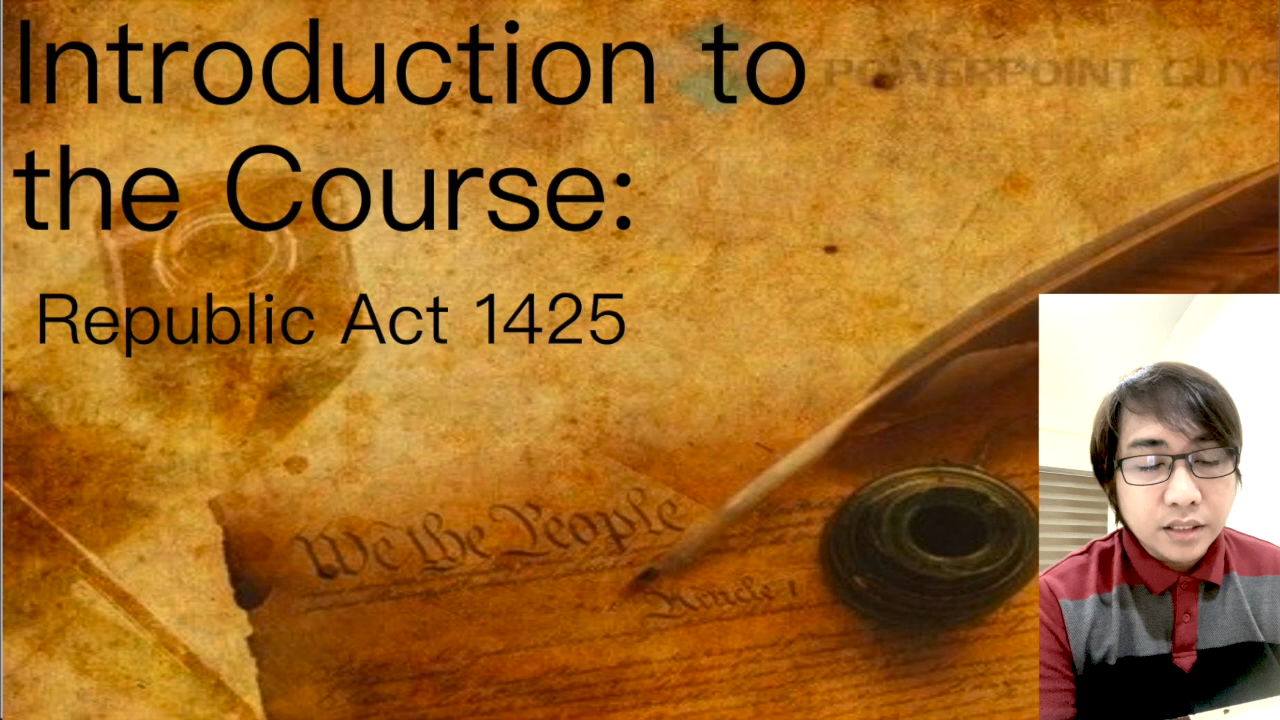 Introduction to
the Course:
POWERPOINT GUYS
Republic Act 1425
We the People
Article 1